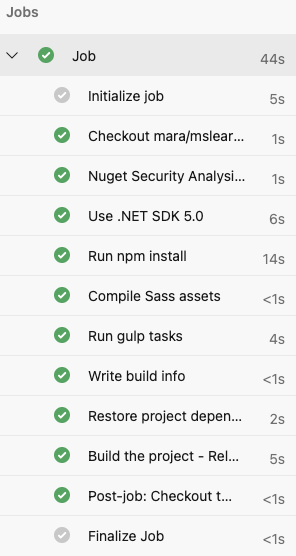 Jobs
Job 44s
Initialize job 5s
Checkout mara/mslear... 1s
Nuget Security Analysi... 1s
Use .NET SDK 5.0 6s
Run npm install 14s
Compile Sass assets <1s
Run gulp tasks 4s
Write build info <1s
Restore project depen... 2s
Build the project - Rel... 5s
Post-job: Checkout t... <1s
Finalize Job <1s